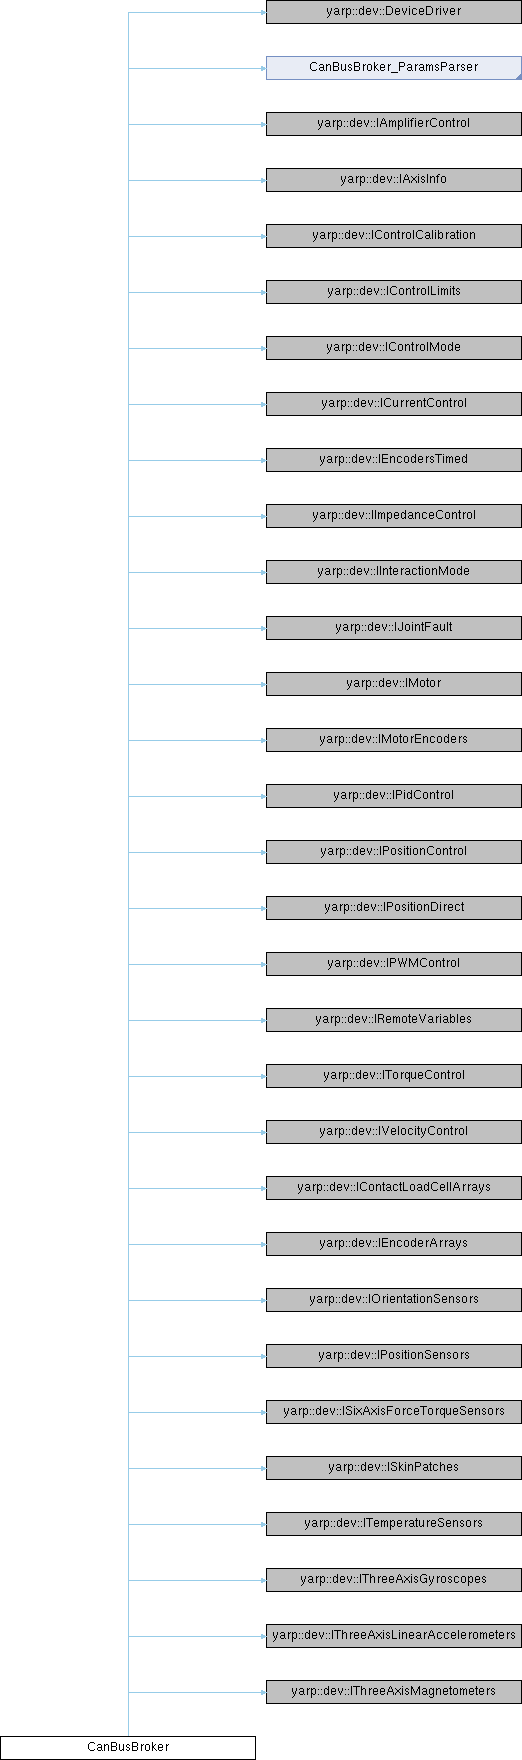 yarp::dev::DeviceDriver
CanBusBroker_ParamsParser
yarp::dev::IAmplifierControl
yarp::dev::IAxisInfo
yarp::dev::IControlCalibration
yarp::dev::IControlLimits
yarp::dev::IControlMode
yarp::dev::ICurrentControl
yarp::dev::IEncodersTimed
yarp::dev::IImpedanceControl
yarp::dev::IInteractionMode
yarp::dev::IJointFault
yarp::dev::IMotor
yarp::dev::IMotorEncoders
yarp::dev::IPidControl
yarp::dev::IPositionControl
yarp::dev::IPositionDirect
yarp::dev::IPWMControl
yarp::dev::IRemoteVariables
yarp::dev::ITorqueControl
yarp::dev::IVelocityControl
yarp::dev::IContactLoadCellArrays
yarp::dev::IEncoderArrays
yarp::dev::IOrientationSensors
yarp::dev::IPositionSensors
yarp::dev::ISixAxisForceTorqueSensors
yarp::dev::ISkinPatches
yarp::dev::ITemperatureSensors
yarp::dev::IThreeAxisGyroscopes
yarp::dev::IThreeAxisLinearAccelerometers
yarp::dev::IThreeAxisMagnetometers
CanBusBroker